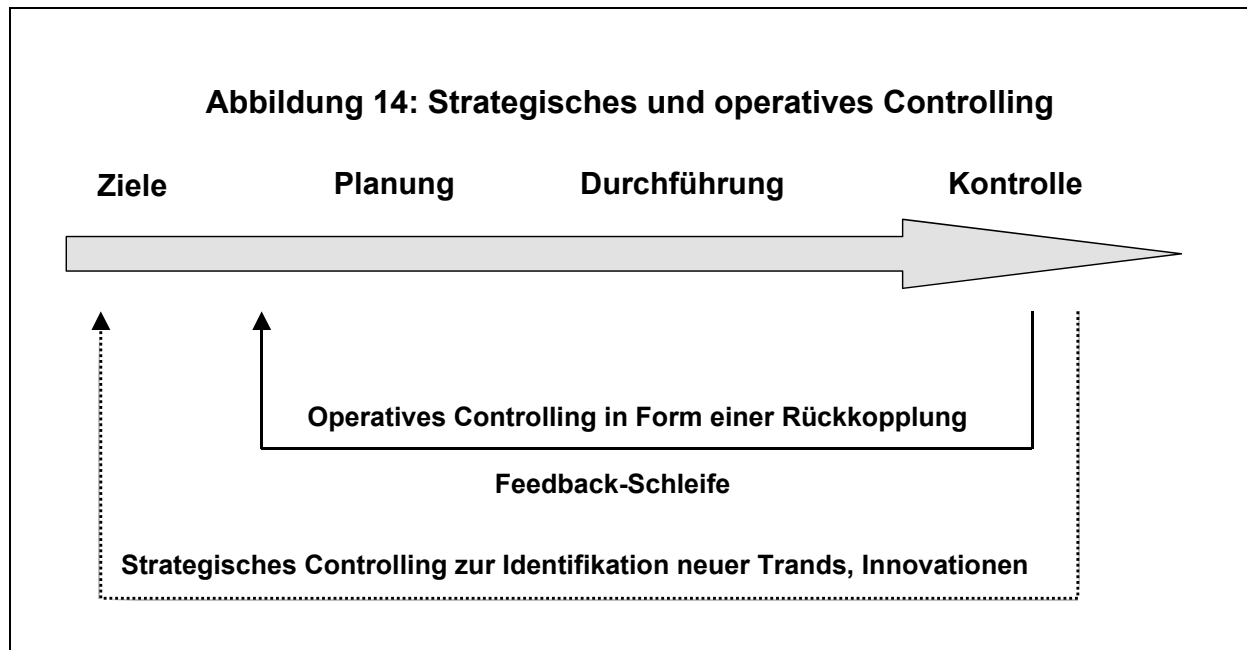 Abbildung 14: Strategisches und operatives Controlling
Ziele Planung Durchführung Kontrolle
Operatives Controlling in Form einer Rückkopplung
Feedback-Schleife
Strategisches Controlling zur Identifikation neuer Trands, Innovationen